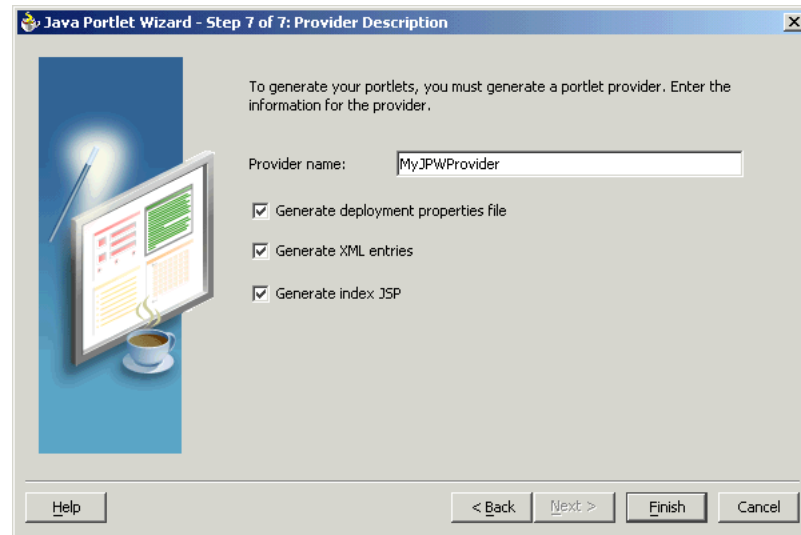 Java Portlet Wizard - Step 7 of 7: Provider Description
To generate your portlets, you must generate a portlet provider. Enter the
information for the provider.
Provider name: MyJPWProvider
Generate deployment properties file
Generate XML entries
Generate index JSP
Help < Back Next > Finish Cancel